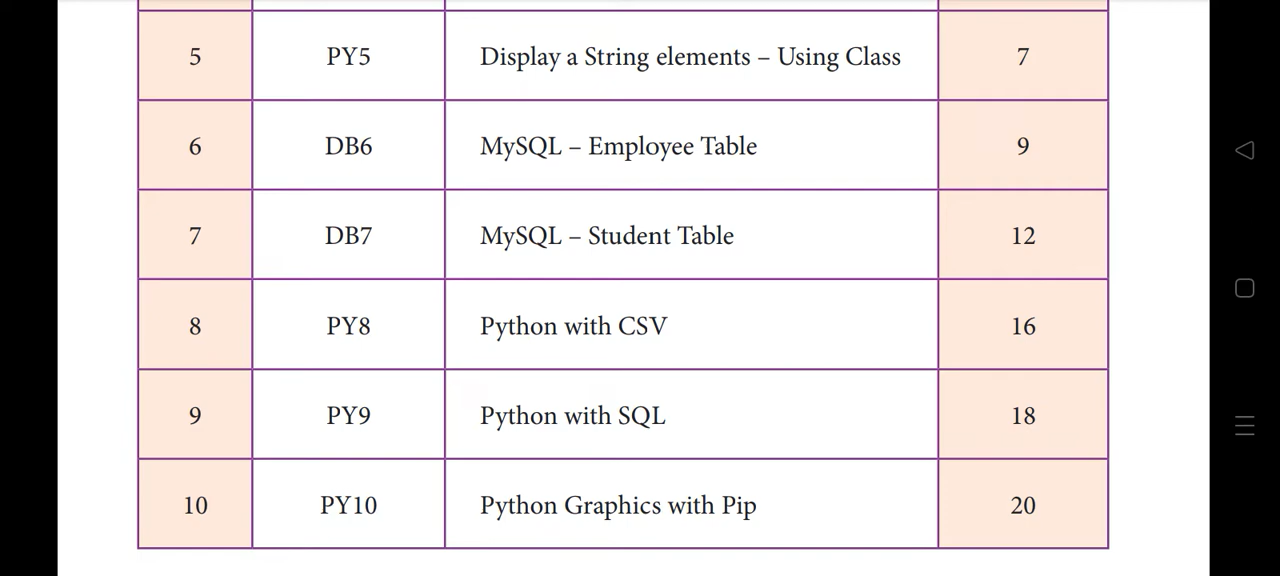 5 PY5 Display a String elements – Using Class 7
6 DB6 MySQL – Employee Table 9
7 DB7 MySQL – Student Table 12
8 PY8 Python with CSV 16
9 PY9 Python with SQL 18
10 PY10 Python Graphics with Pip 20